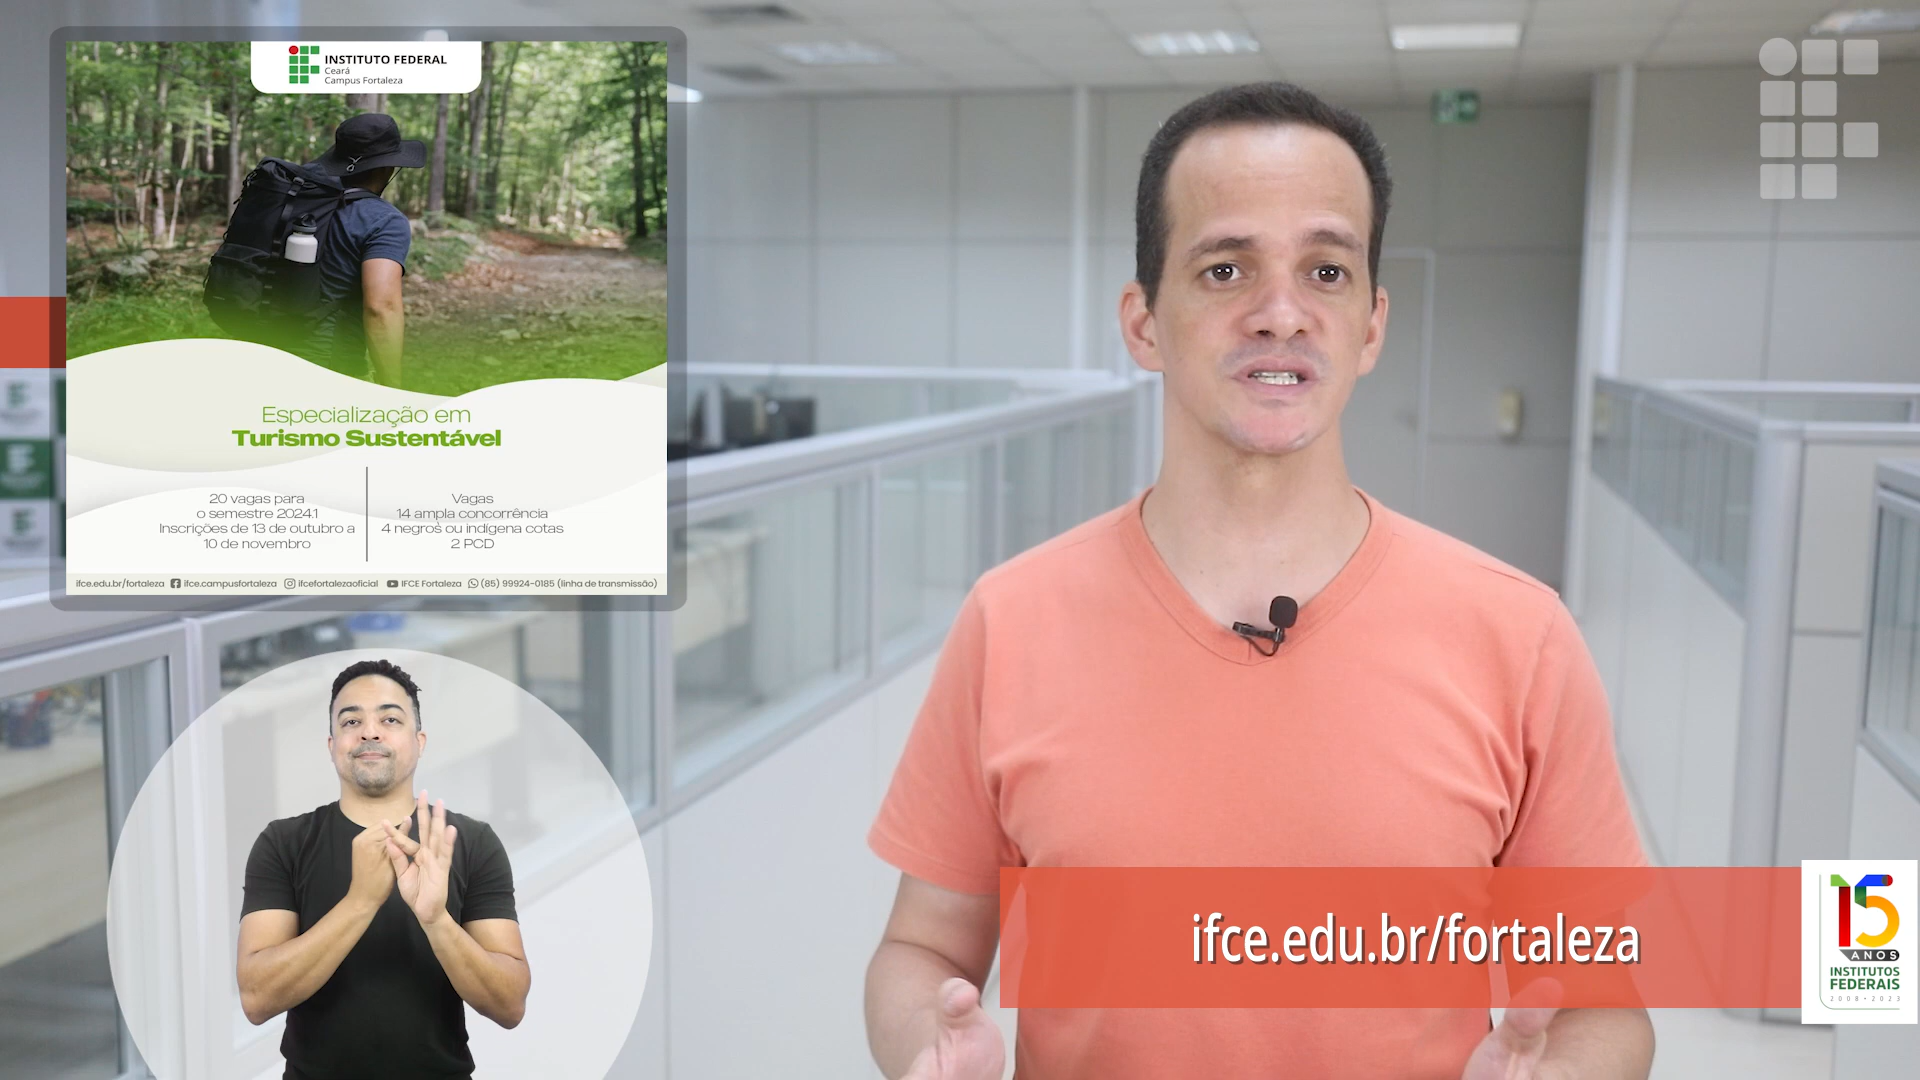 INSTITUTO FEDERAL
Ceará
Campus Fortaleza
Especialização em
Turismo Sustentável
20 vagas para
o semestre 2024.1
Inscrições de 13 de outubro a
10 de novembro
Vagas
14 ampla concorrência
4 negros ou indígena cotas
2 PCD
ifce.edu.br/fortaleza ifce.campusfortaleza ifcefortalezaoficial IFCE Fortaleza (85) 99924-0185 (linha de transmissão)
ifce.edu.br/fortaleza
15
ANOS
INSTITUTOS
FEDERAIS
2008•2023